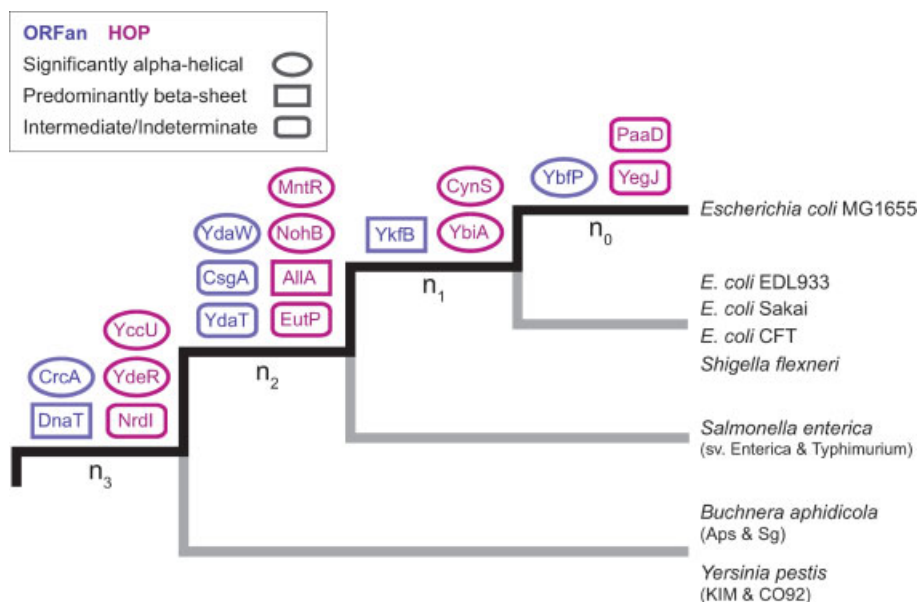 ORFan HOP
Significantly alpha-helical
Predominantly beta-sheet
Intermediate/Indeterminate
PaaD
YbfP YegJ
CynS
YkfB YbiA
MntR
YdaW NohB
CsgA AllA
YdaT EutP
YccU
CrcA YdeR
DnaT NrdI
n0
n1
n2
n3
Escherichia coli MG1655
E. coli EDL933
E. coli Sakai
E. coli CFT
Shigella flexneri
Salmonella enterica
(sv. Enterica & Typhimurium)
Buchnera aphidicola
(Aps & Sg)
Yersinia pestis
(KIM & CO92)